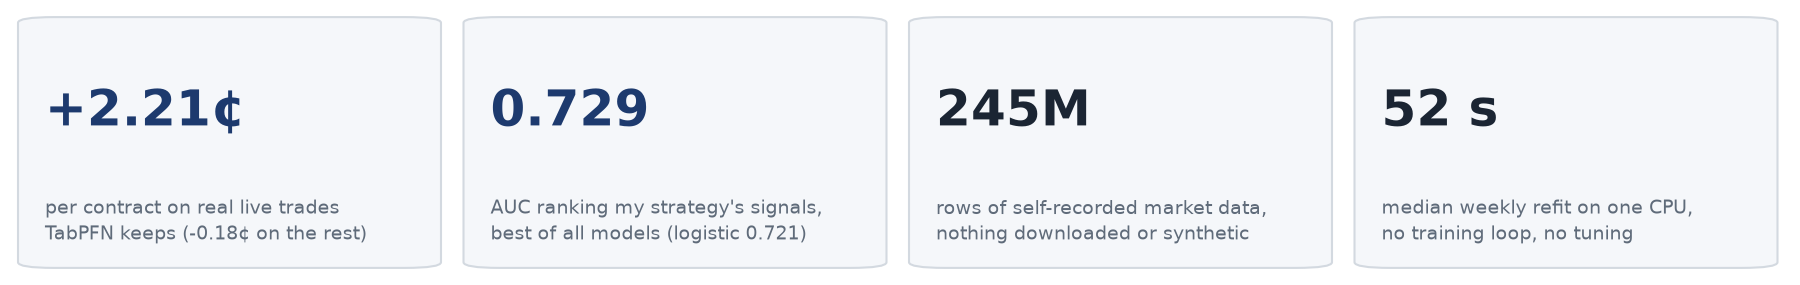 +2.21¢
per contract on real live trades
TabPFN keeps (-0.18¢ on the rest)
0.729
AUC ranking my strategy's signals,
best of all models (logistic 0.721)
245M
rows of self-recorded market data,
nothing downloaded or synthetic
52 s
median weekly refit on one CPU,
no training loop, no tuning